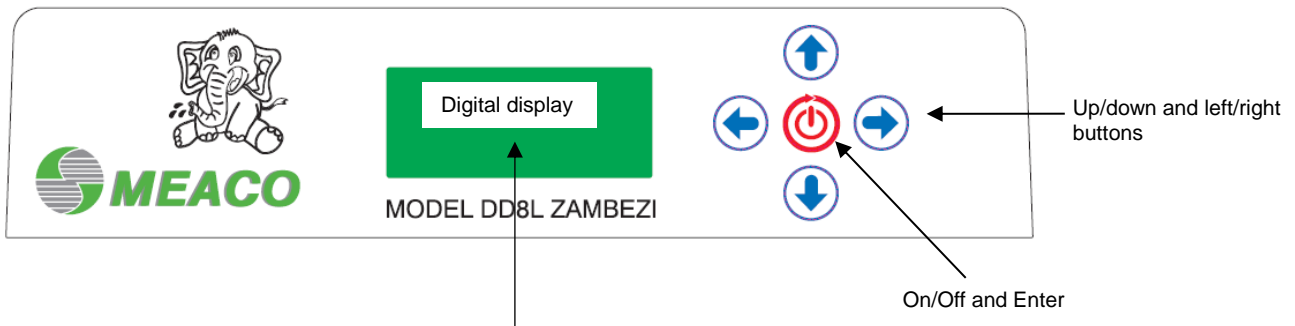 Digital display
Up/down and left/right
buttons
MEACO
MODEL DD8L ZAMBEZI
On/Off and Enter